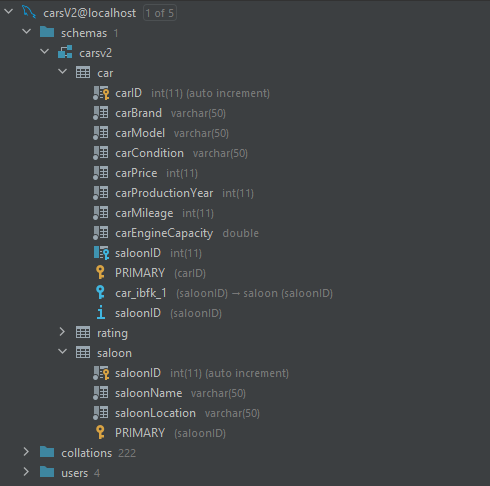 carsV2@localhost 1 of 5
schemas 1
carsv2
car
carID int(11) (auto increment)
carBrand varchar(50)
carModel varchar(50)
carCondition varchar(50)
carPrice int(11)
carProductionYear int(11)
carMileage int(11)
carEngineCapacity double
saloonID int(11)
PRIMARY (carID)
car_ibfk_1 (saloonID) → saloon (saloonID)
saloonID (saloonID)
rating
saloon
saloonID int(11) (auto increment)
saloonName varchar(50)
saloonLocation varchar(50)
PRIMARY (saloonID)
collations 222
users 4